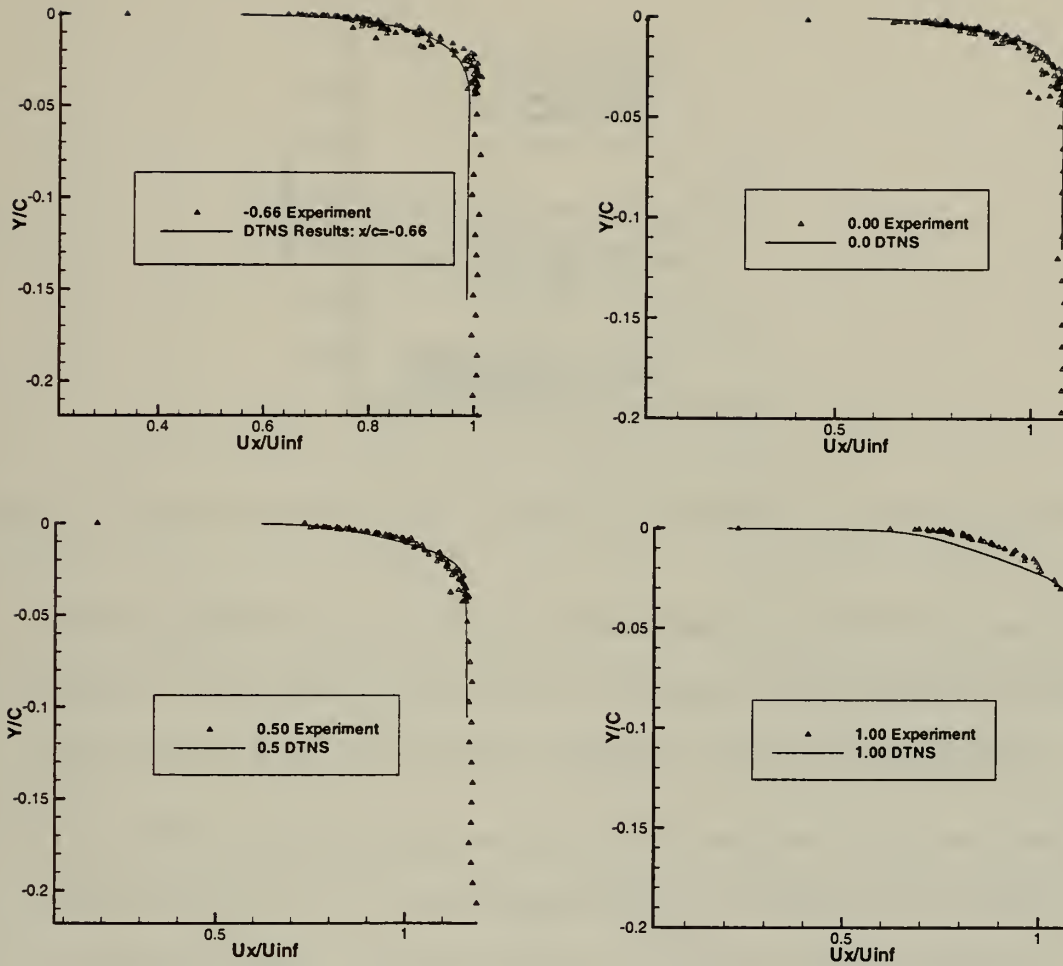 0
-0.05
-0.1
-0.15
-0.2
Y/C
-0.66 Experiment
DTNS Results: x/c=-0.66
0.4
0.6
0.8
1
Ux/Uinf
0
-0.05
-0.1
-0.15
-0.2
Y/C
0.00 Experiment
0.0 DTNS
0.5
1
Ux/Uinf
0
-0.05
-0.1
-0.15
-0.2
Y/C
0.50 Experiment
0.5 DTNS
0.5
1
Ux/Uinf
0
-0.05
-0.1
-0.15
-0.2
Y/C
1.00 Experiment
1.00 DTNS
0.5
1
Ux/Uinf